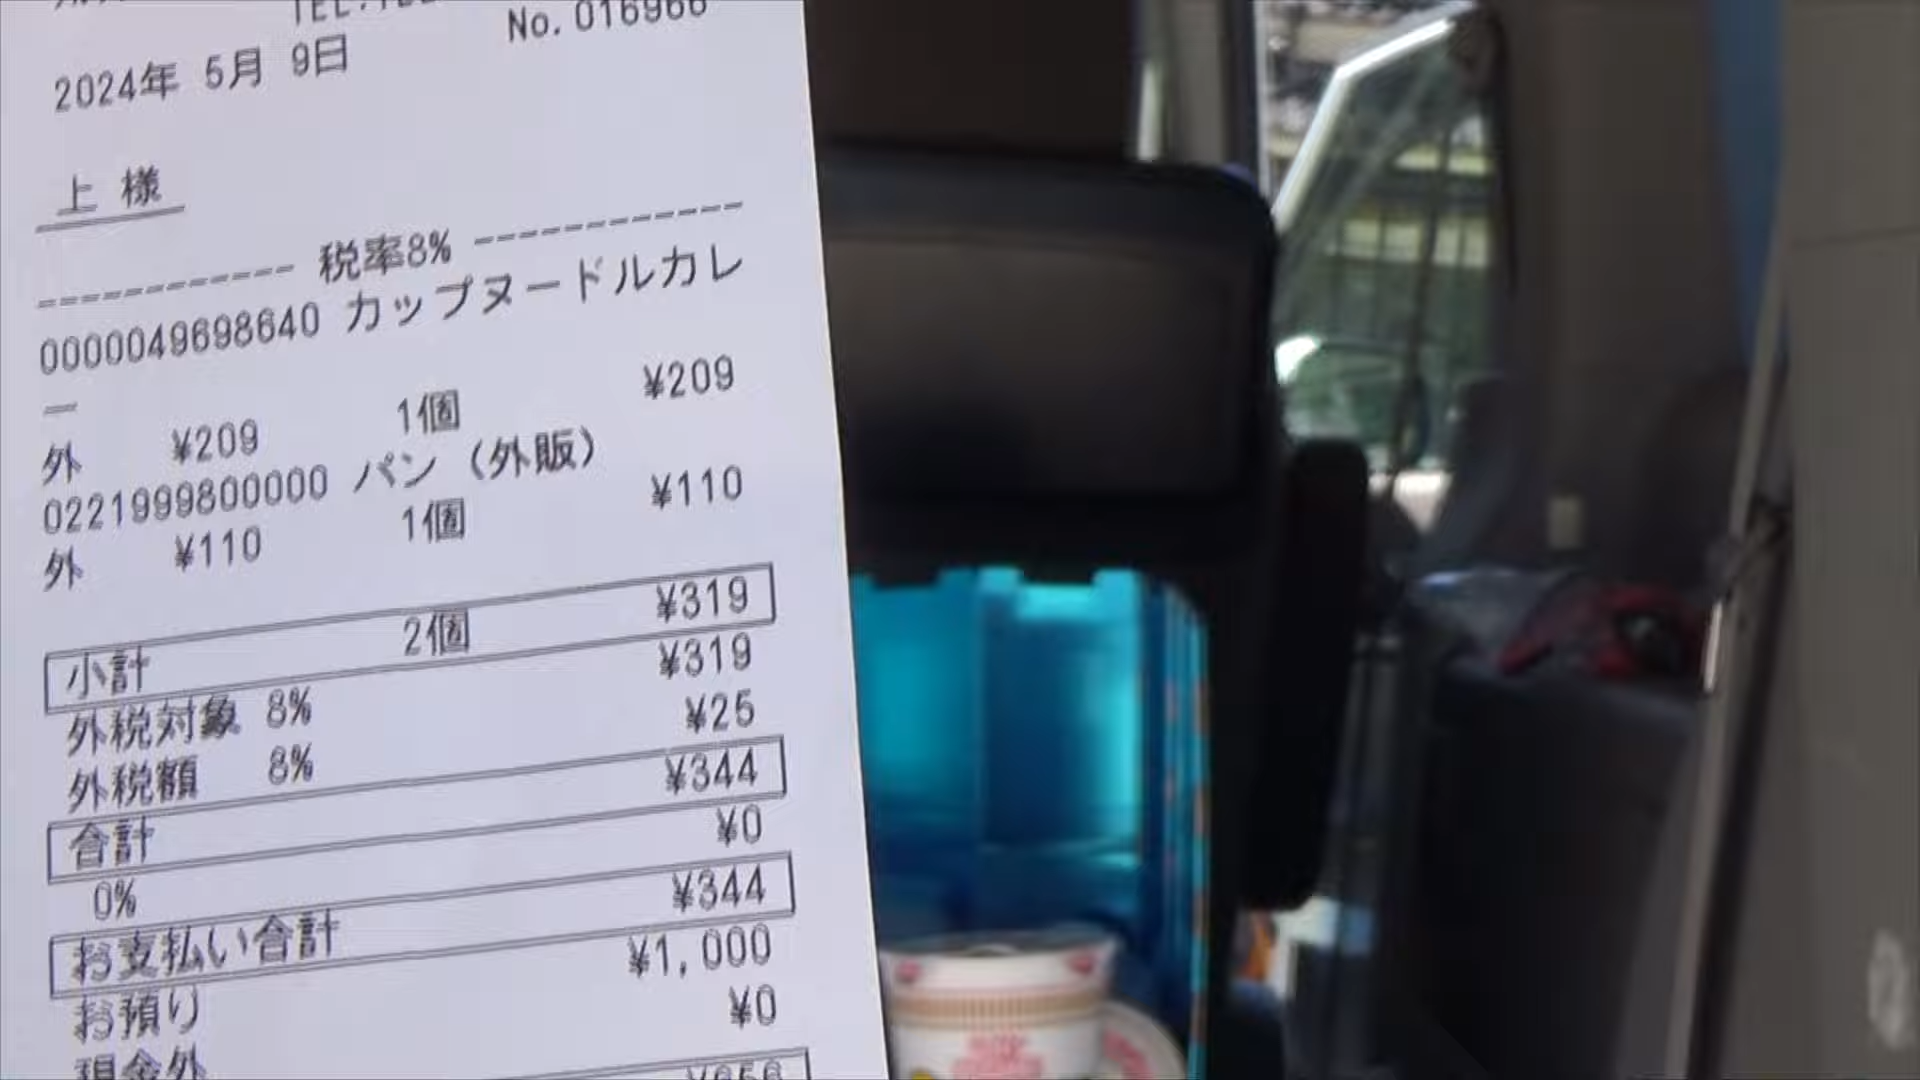 No. 016966
2024年 5月 9日
上 様
------------ 税率8% ------------
0000049698640 カップヌードルカレ
ー
外 ¥209 1個 ¥209
0221999800000 パン（外販）
外 ¥110 1個 ¥110
小計 2個 ¥319
外税対象 8% ¥319
外税額 8% ¥25
合計 ¥344
0% ¥0
お支払い合計 ¥344
お預り ¥1,000
現金外 ¥0
¥656